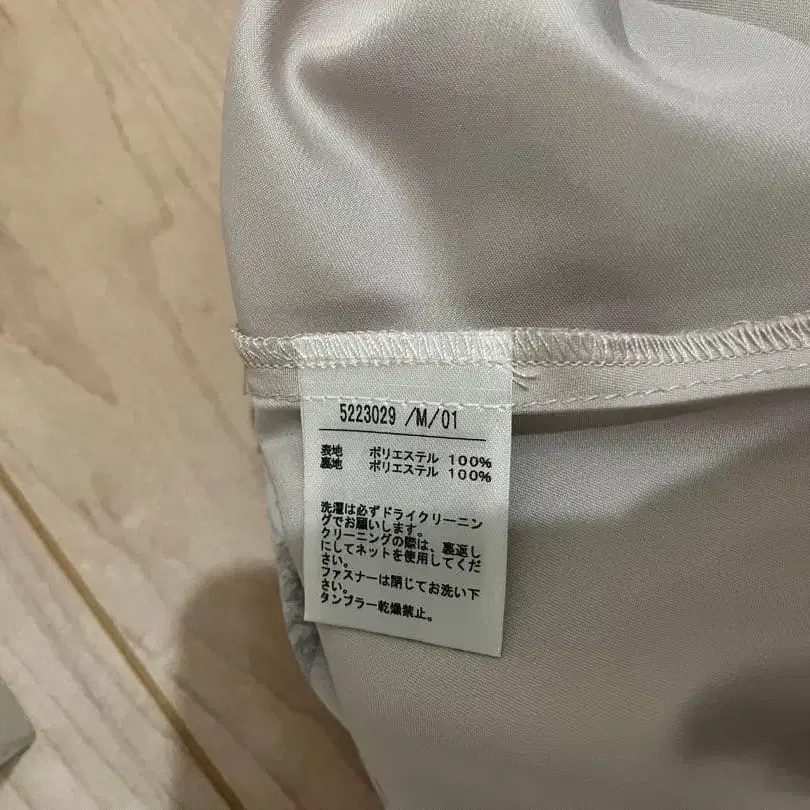 5223029 /M/01
表地 ポリエステル 100%
裏地 ポリエステル 100%
洗濯は必ずドライクリーニン
グでお願いします。
クリーニングの際は、裏返し
にしてネットを使用してくだ
さい。
ファスナーは閉じてお洗い下
さい。
タンブラー乾燥禁止。